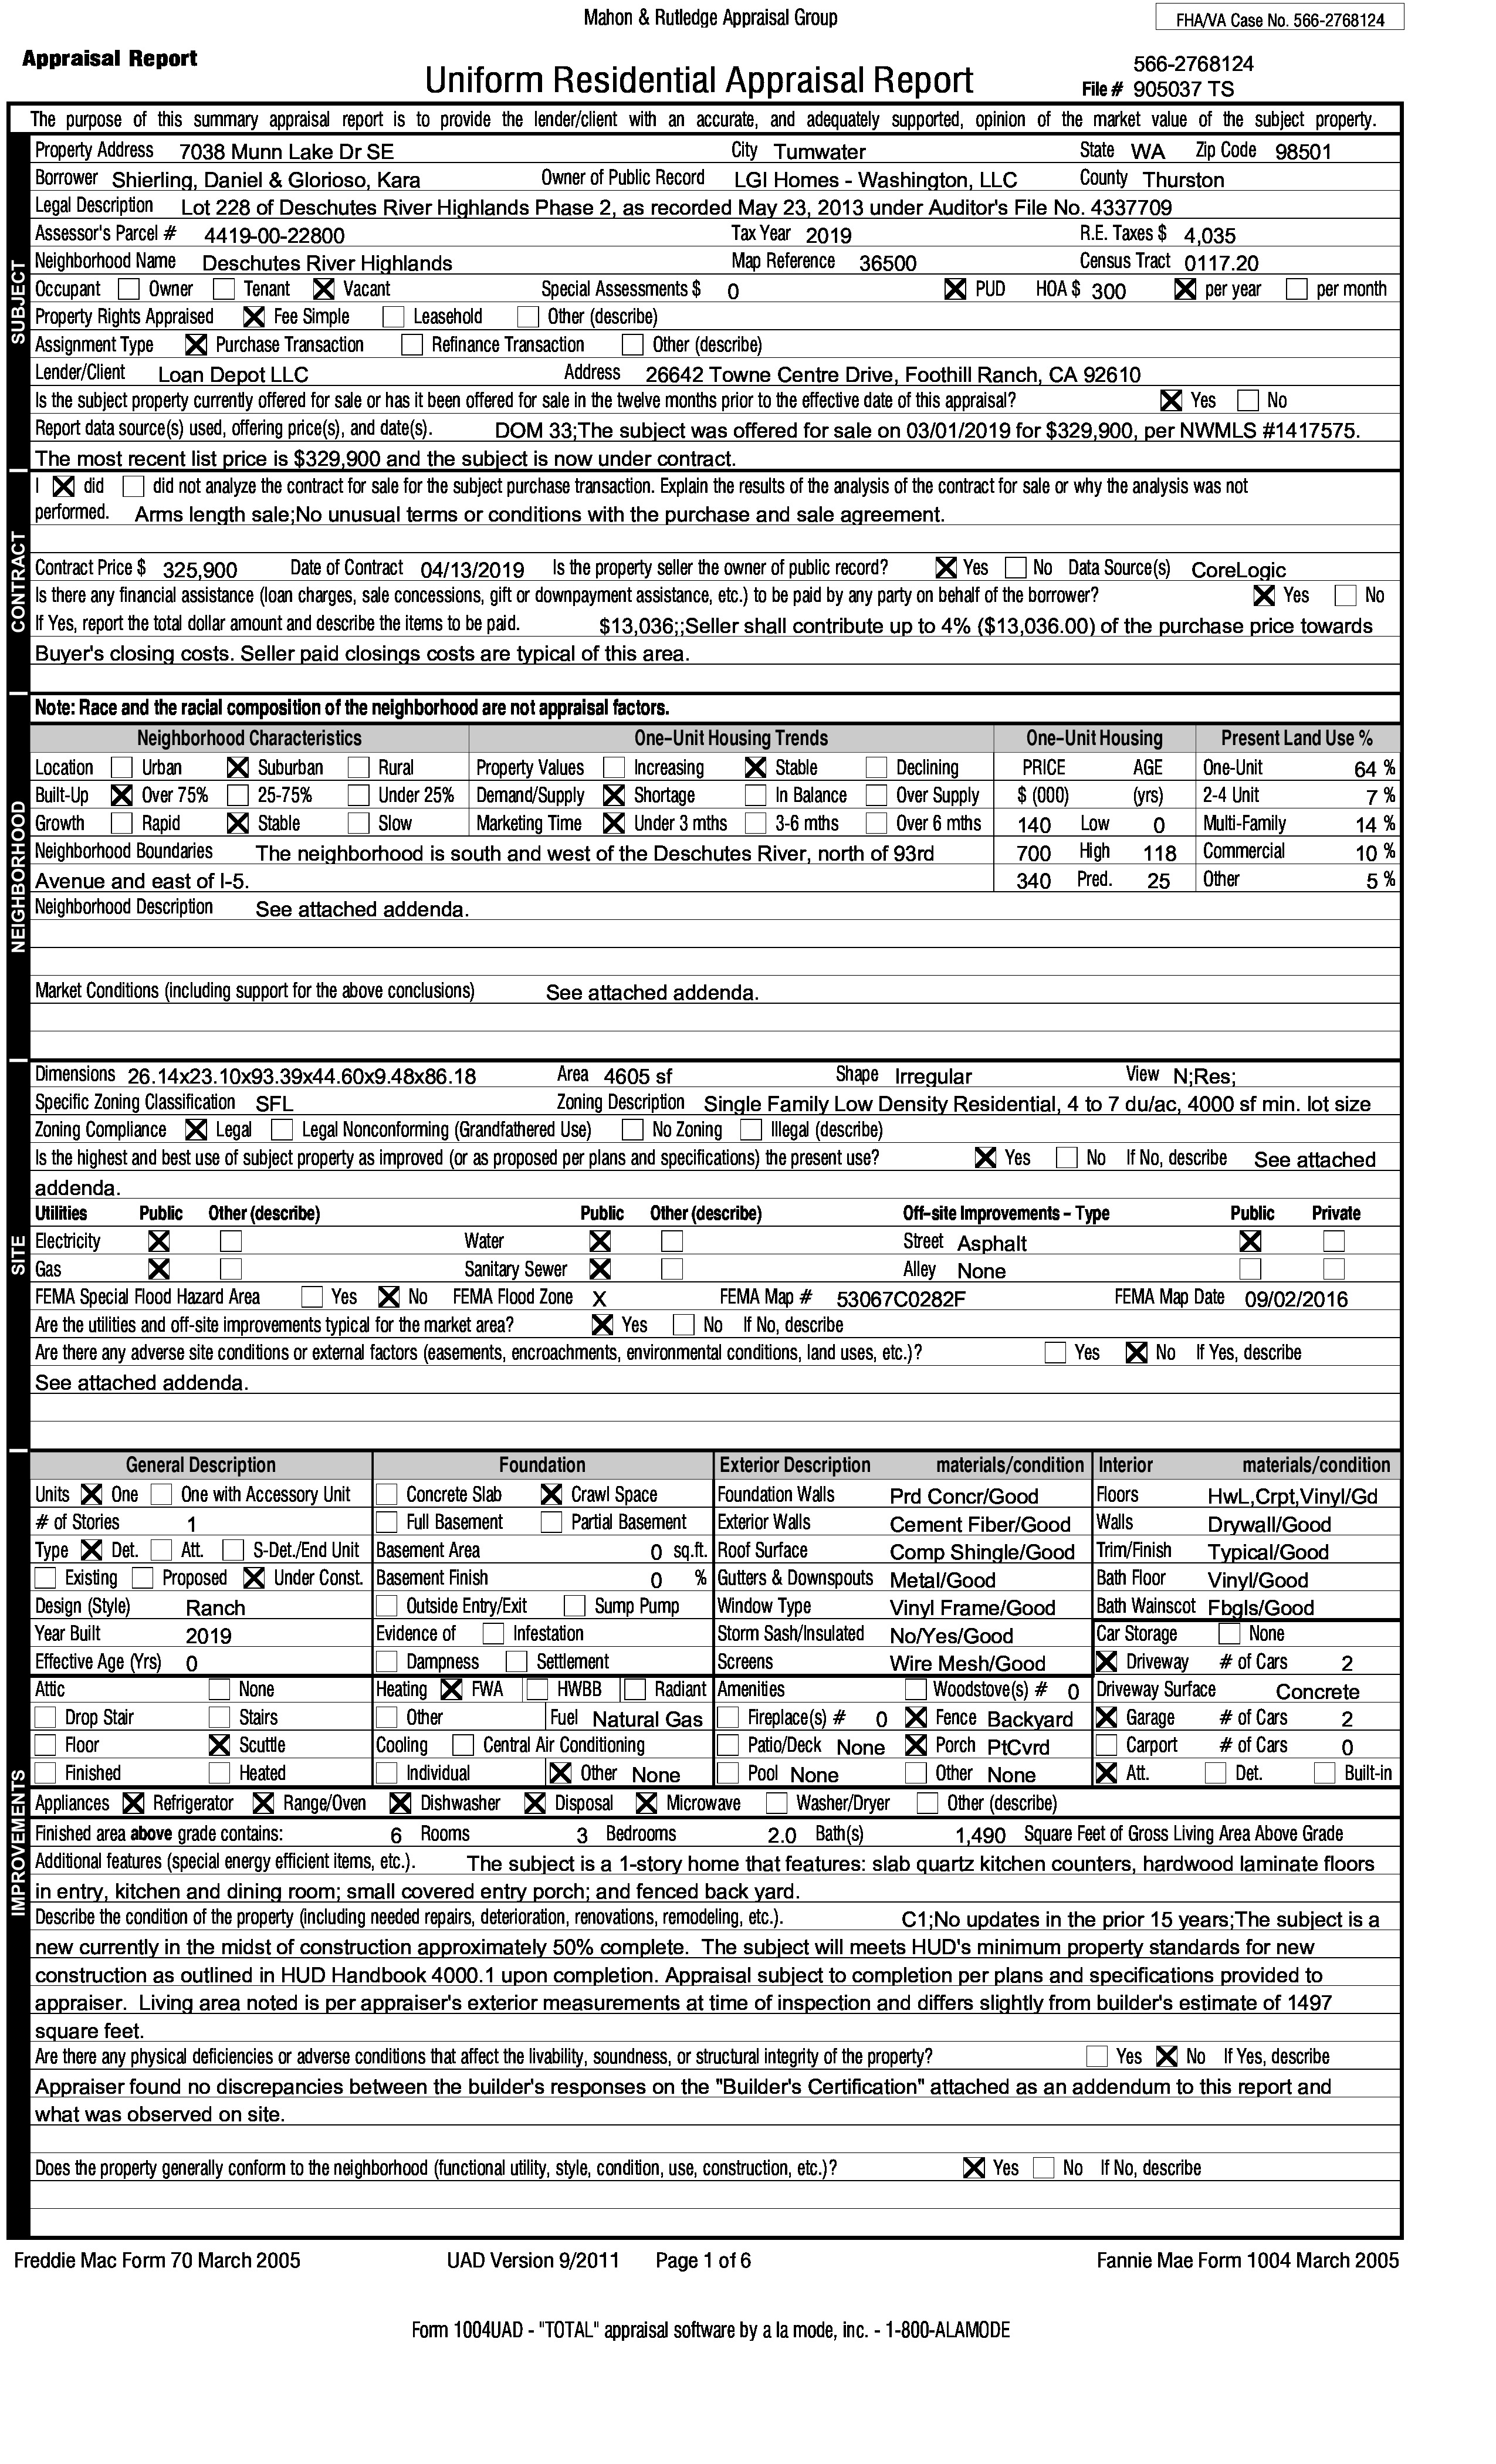 Mahon & Rutledge Appraisal Group
FHA/VA Case No. 566-2768124
Appraisal Report
566-2768124
Uniform Residential Appraisal Report
File # 905037 TS
The purpose of this summary appraisal report is to provide the lender/client with an accurate, and adequately supported, opinion of the market value of the subject property.
SUBJECT
Property Address 7038 Munn Lake Dr SE City Tumwater State WA Zip Code 98501
Borrower Shierling, Daniel & Glorioso, Kara Owner of Public Record LGI Homes - Washington, LLC County Thurston
Legal Description Lot 228 of Deschutes River Highlands Phase 2, as recorded May 23, 2013 under Auditor's File No. 4337709
Assessor's Parcel # 4419-00-22800 Tax Year 2019 R.E. Taxes $ 4,035
Neighborhood Name Deschutes River Highlands Map Reference 36500 Census Tract 0117.20
Occupant Owner Tenant X Vacant Special Assessments $ 0 X PUD HOA $ 300 X per year per month
Property Rights Appraised X Fee Simple Leasehold Other (describe)
Assignment Type X Purchase Transaction Refinance Transaction Other (describe)
Lender/Client Loan Depot LLC Address 26642 Towne Centre Drive, Foothill Ranch, CA 92610
Is the subject property currently offered for sale or has it been offered for sale in the twelve months prior to the effective date of this appraisal? X Yes No
Report data source(s) used, offering price(s), and date(s). DOM 33;The subject was offered for sale on 03/01/2019 for $329,900, per NWMLS #1417575.
The most recent list price is $329,900 and the subject is now under contract.
CONTRACT
I X did did not analyze the contract for sale for the subject purchase transaction. Explain the results of the analysis of the contract for sale or why the analysis was not
performed. Arms length sale;No unusual terms or conditions with the purchase and sale agreement.
Contract Price $ 325,900 Date of Contract 04/13/2019 Is the property seller the owner of public record? X Yes No Data Source(s) CoreLogic
Is there any financial assistance (loan charges, sale concessions, gift or downpayment assistance, etc.) to be paid by any party on behalf of the borrower? X Yes No
If Yes, report the total dollar amount and describe the items to be paid. $13,036;;Seller shall contribute up to 4% ($13,036.00) of the purchase price towards
Buyer's closing costs. Seller paid closings costs are typical of this area.
NEIGHBORHOOD
Note: Race and the racial composition of the neighborhood are not appraisal factors.
Neighborhood Characteristics One-Unit Housing Trends One-Unit Housing Present Land Use %
Location Urban X Suburban Rural Property Values Increasing X Stable Declining PRICE AGE One-Unit 64 %
Built-Up X Over 75% 25-75% Under 25% Demand/Supply X Shortage In Balance Over Supply $ (000) (yrs) 2-4 Unit 7 %
Growth Rapid X Stable Slow Marketing Time X Under 3 mths 3-6 mths Over 6 mths 140 Low 0 Multi-Family 14 %
Neighborhood Boundaries The neighborhood is south and west of the Deschutes River, north of 93rd 700 High 118 Commercial 10 %
Avenue and east of I-5. 340 Pred. 25 Other 5 %
Neighborhood Description See attached addenda.
Market Conditions (including support for the above conclusions) See attached addenda.
SITE
Dimensions 26.14x23.10x93.39x44.60x9.48x86.18 Area 4605 sf Shape Irregular View N;Res;
Specific Zoning Classification SFL Zoning Description Single Family Low Density Residential, 4 to 7 du/ac, 4000 sf min. lot size
Zoning Compliance X Legal Legal Nonconforming (Grandfathered Use) No Zoning Illegal (describe)
Is the highest and best use of subject property as improved (or as proposed per plans and specifications) the present use? X Yes No If No, describe See attached
addenda.
Utilities Public Other (describe) Public Other (describe) Off-site Improvements - Type Public Private
Electricity X Water X Street Asphalt X
Gas X Sanitary Sewer X Alley None
FEMA Special Flood Hazard Area Yes X No FEMA Flood Zone X FEMA Map # 53067C0282F FEMA Map Date 09/02/2016
Are the utilities and off-site improvements typical for the market area? X Yes No If No, describe
Are there any adverse site conditions or external factors (easements, encroachments, environmental conditions, land uses, etc.)? Yes X No If Yes, describe
See attached addenda.
IMPROVEMENTS
General Description Foundation Exterior Description materials/condition Interior materials/condition
Units X One One with Accessory Unit Concrete Slab X Crawl Space Foundation Walls Prd Concr/Good Floors HwL,Crpt,Vinyl/Gd
# of Stories 1 Full Basement Partial Basement Exterior Walls Cement Fiber/Good Walls Drywall/Good
Type X Det. Att. S-Det./End Unit Basement Area 0 sq.ft. Roof Surface Comp Shingle/Good Trim/Finish Typical/Good
Existing Proposed X Under Const. Basement Finish 0 % Gutters & Downspouts Metal/Good Bath Floor Vinyl/Good
Design (Style) Ranch Outside Entry/Exit Sump Pump Window Type Vinyl Frame/Good Bath Wainscot Fbgls/Good
Year Built 2019 Evidence of Infestation Storm Sash/Insulated No/Yes/Good Car Storage None
Effective Age (Yrs) 0 Dampness Settlement Screens Wire Mesh/Good X Driveway # of Cars 2
Attic None Heating X FWA HWBB Radiant Amenities Woodstove(s) # 0 Driveway Surface Concrete
Drop Stair Stairs Other Fuel Natural Gas Fireplace(s) # 0 X Fence Backyard X Garage # of Cars 2
Floor X Scuttle Cooling Central Air Conditioning Patio/Deck None X Porch PtCvrd Carport # of Cars 0
Finished Heated Individual X Other None Pool None Other None X Att. Det. Built-in
Appliances X Refrigerator X Range/Oven X Dishwasher X Disposal X Microwave Washer/Dryer Other (describe)
Finished area above grade contains: 6 Rooms 3 Bedrooms 2.0 Bath(s) 1,490 Square Feet of Gross Living Area Above Grade
Additional features (special energy efficient items, etc.). The subject is a 1-story home that features: slab quartz kitchen counters, hardwood laminate floors
in entry, kitchen and dining room; small covered entry porch; and fenced back yard.
Describe the condition of the property (including needed repairs, deterioration, renovations, remodeling, etc.). C1;No updates in the prior 15 years;The subject is a
new currently in the midst of construction approximately 50% complete. The subject will meets HUD's minimum property standards for new
construction as outlined in HUD Handbook 4000.1 upon completion. Appraisal subject to completion per plans and specifications provided to
appraiser. Living area noted is per appraiser's exterior measurements at time of inspection and differs slightly from builder's estimate of 1497
square feet.
Are there any physical deficiencies or adverse conditions that affect the livability, soundness, or structural integrity of the property? Yes X No If Yes, describe
Appraiser found no discrepancies between the builder's responses on the "Builder's Certification" attached as an addendum to this report and
what was observed on site.
Does the property generally conform to the neighborhood (functional utility, style, condition, use, construction, etc.)? X Yes No If No, describe
Freddie Mac Form 70 March 2005 UAD Version 9/2011 Page 1 of 6 Fannie Mae Form 1004 March 2005
Form 1004UAD - "TOTAL" appraisal software by a la mode, inc. - 1-800-ALAMODE